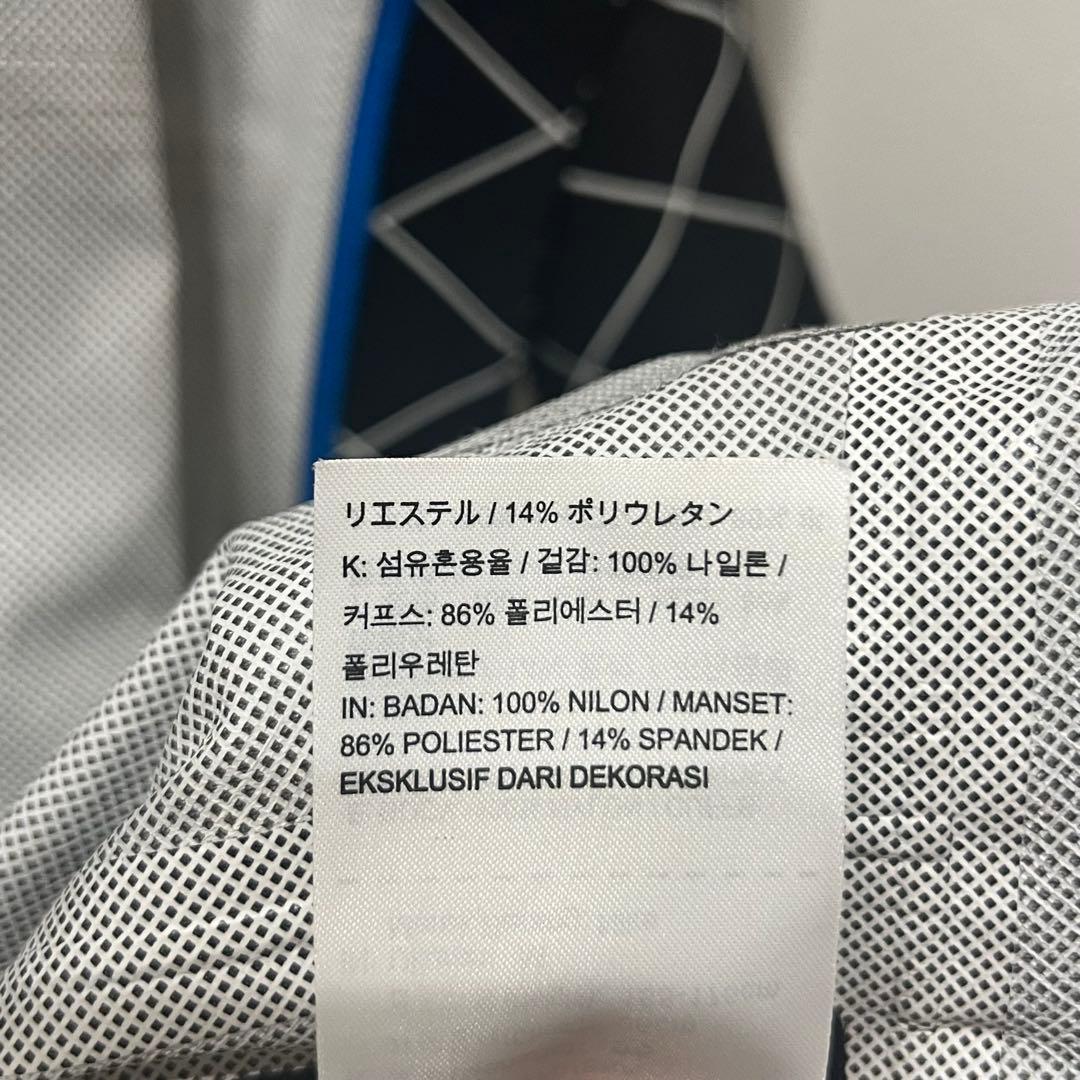 リエステル / 14% ポリウレタン
K: 섬유혼용율 / 겉감: 100% 나일론 /
커프스: 86% 폴리에스터 / 14%
폴리우레탄
IN: BADAN: 100% NILON / MANSET:
86% POLIESTER / 14% SPANDEK /
EKSKLUSIF DARI DEKORASI